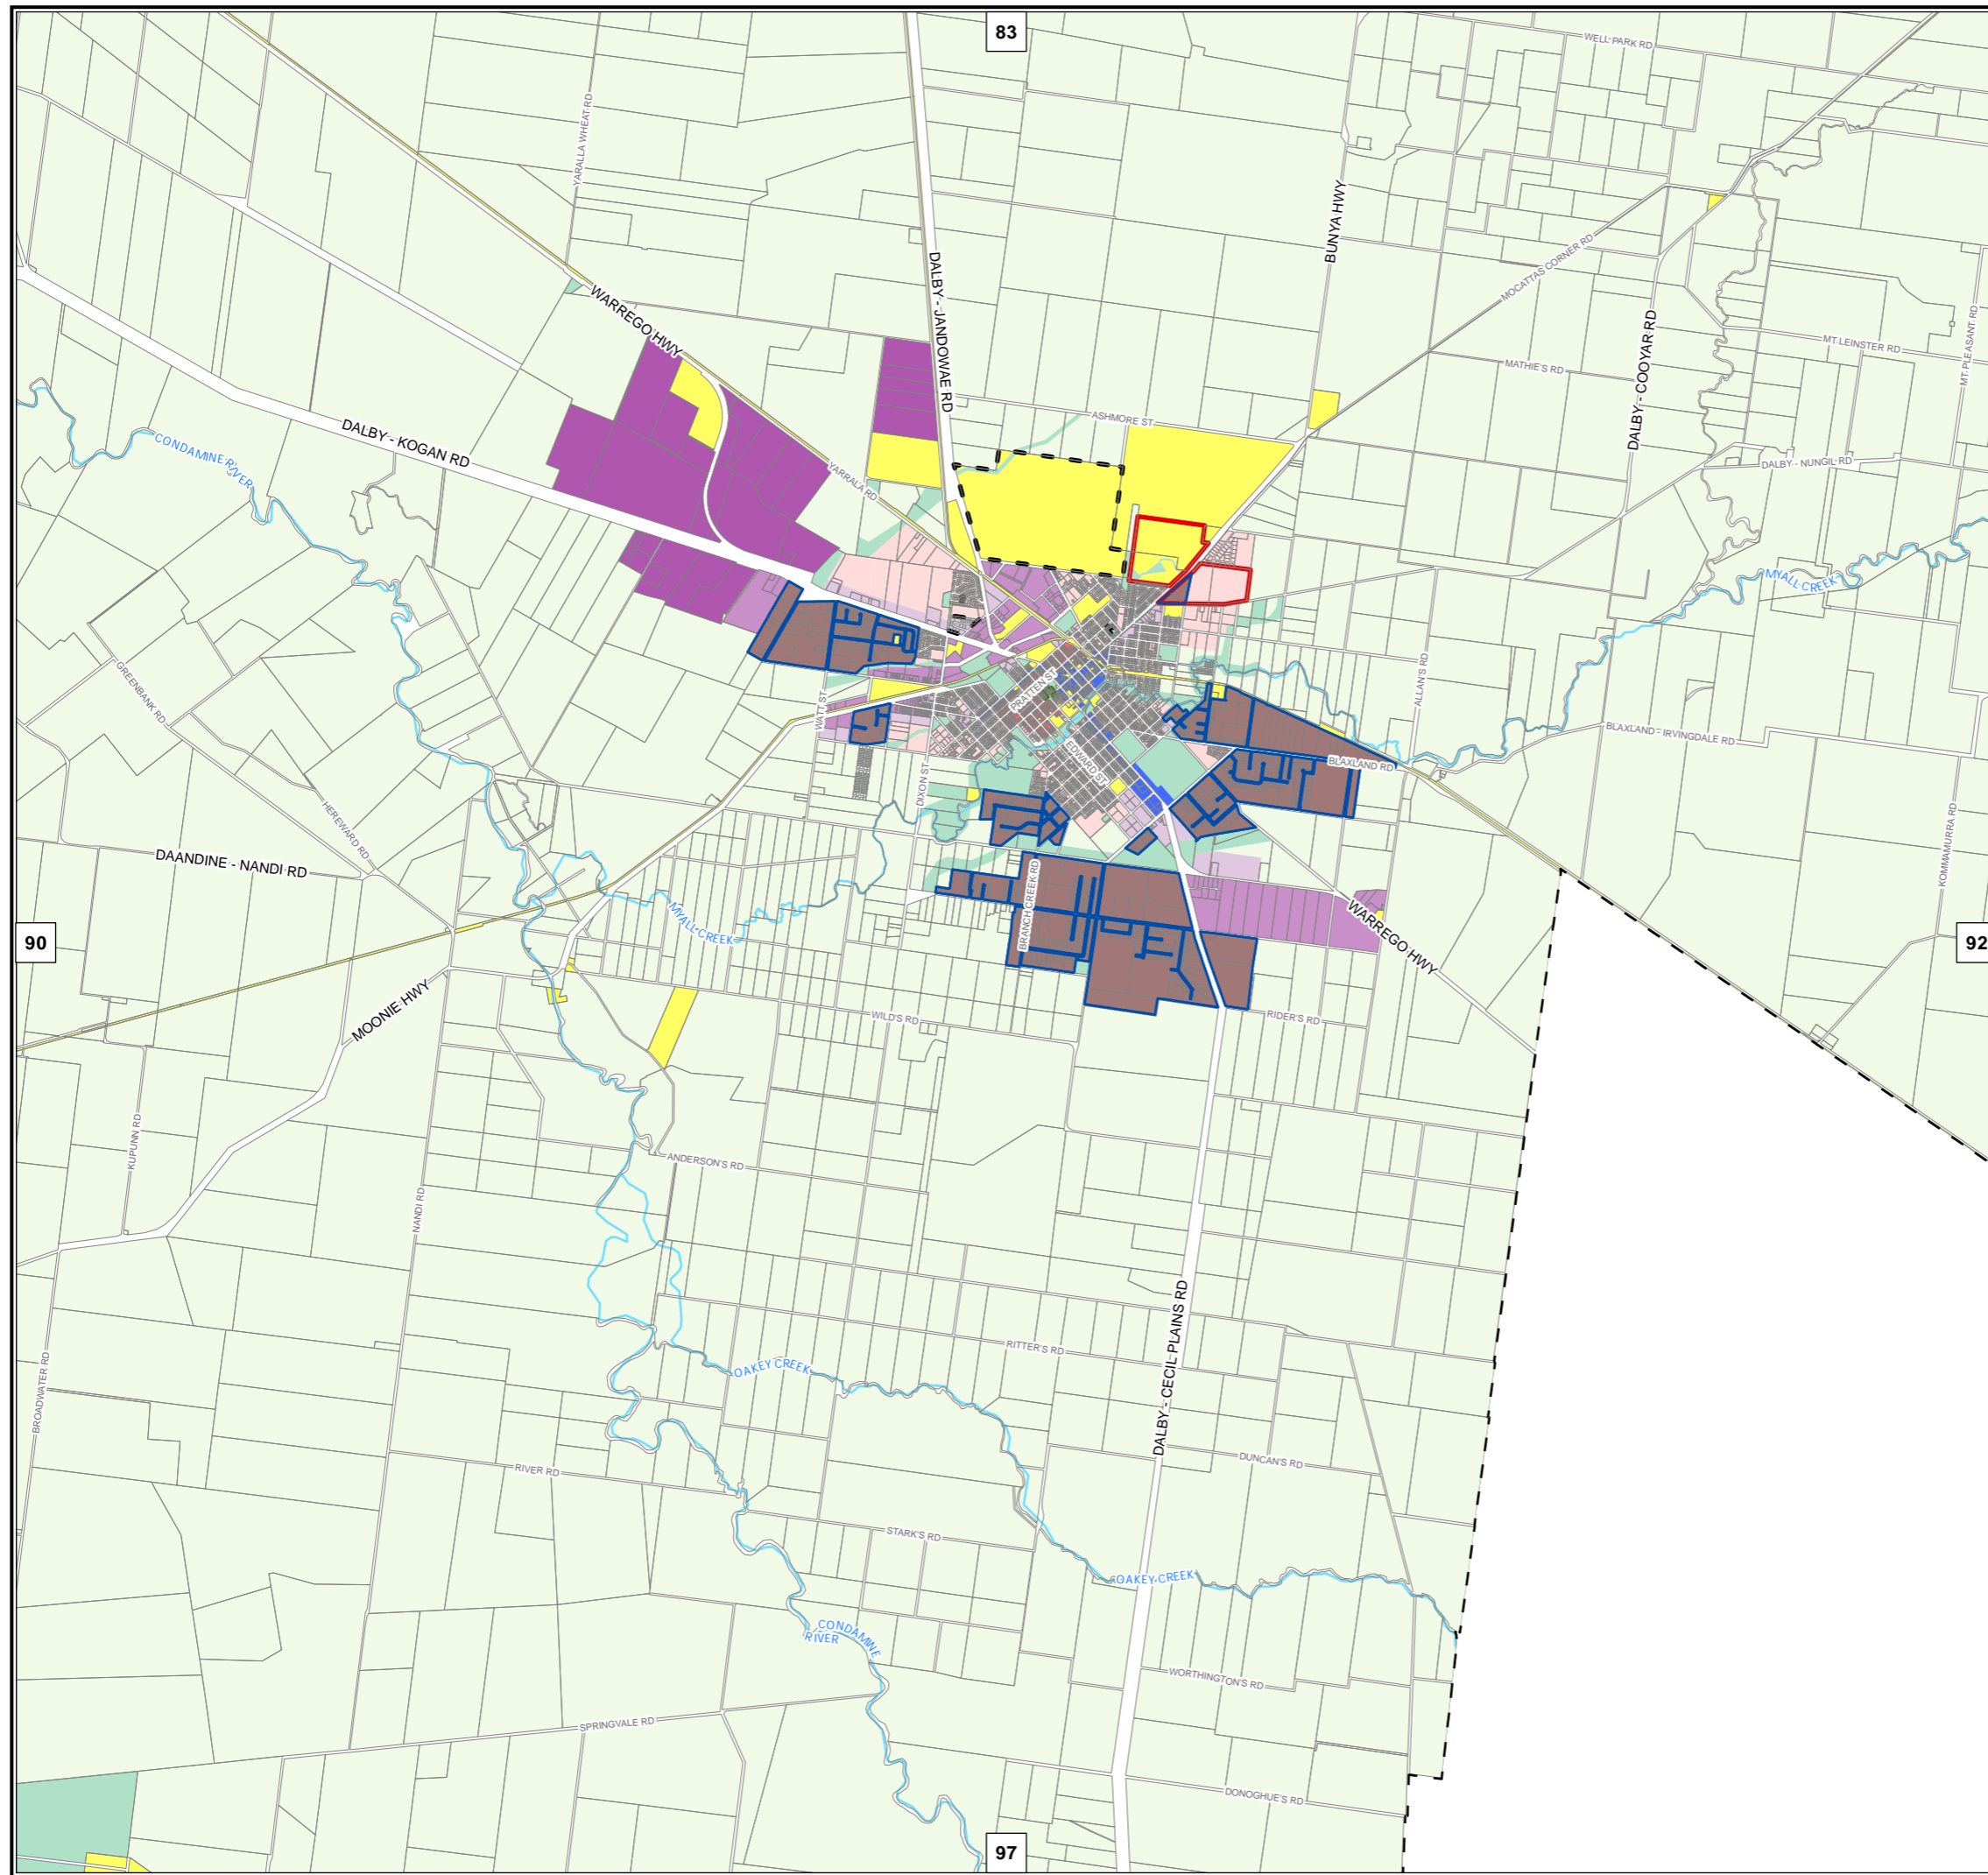 83
WELL PARK RD
YARALLA WHEAT RD
BUNYA HWY
MOCATTAS CORNER RD
DALBY - JANDOWAE RD
WARREGO HWY
DALBY - COOYAR RD
MT PLEASANT RD
MT LEINSTER RD
MATHIE'S RD
ASHMORE ST
DALBY - KOGAN RD
CONDAMINE RIVER
YARRALA RD
DALBY - NUNGIL RD
MYALL CREEK
GREENBANK RD
ALLAN'S RD
PRATTEN ST
WATT ST
EDWARD ST
BLAXLAND - IRVINGDALE RD
BLAXLAND RD
DIXON ST
HEREWARD RD
KOMMAMURRA RD
DAANDINE - NANDI RD
BRANCH CREEK RD
MYALL CREEK
WARREGO HWY
90
92
MOONIE HWY
WILD'S RD
RIDER'S RD
KUPUNN RD
ANDERSON'S RD
NANDI RD
DALBY - CECIL PLAINS RD
RITTER'S RD
OAKEY CREEK
BROADWATER RD
DUNCAN'S RD
RIVER RD
STARK'S RD
OAKEY CREEK
CONDAMINE
RIVER
WORTHINGTON'S RD
SPRINGVALE RD
DONOGHUE'S RD
97